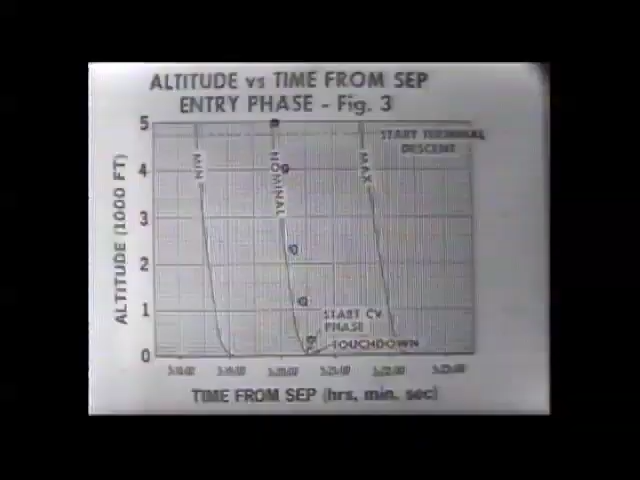 ALTITUDE vs TIME FROM SEP
ENTRY PHASE - Fig. 3
5
START TERMINAL
DESCENT
MIN
NOMINAL
MAX
4
3
2
1
START CV
PHASE
TOUCHDOWN
0
ALTITUDE (1000 FT)
TIME FROM SEP (hrs, min, sec)